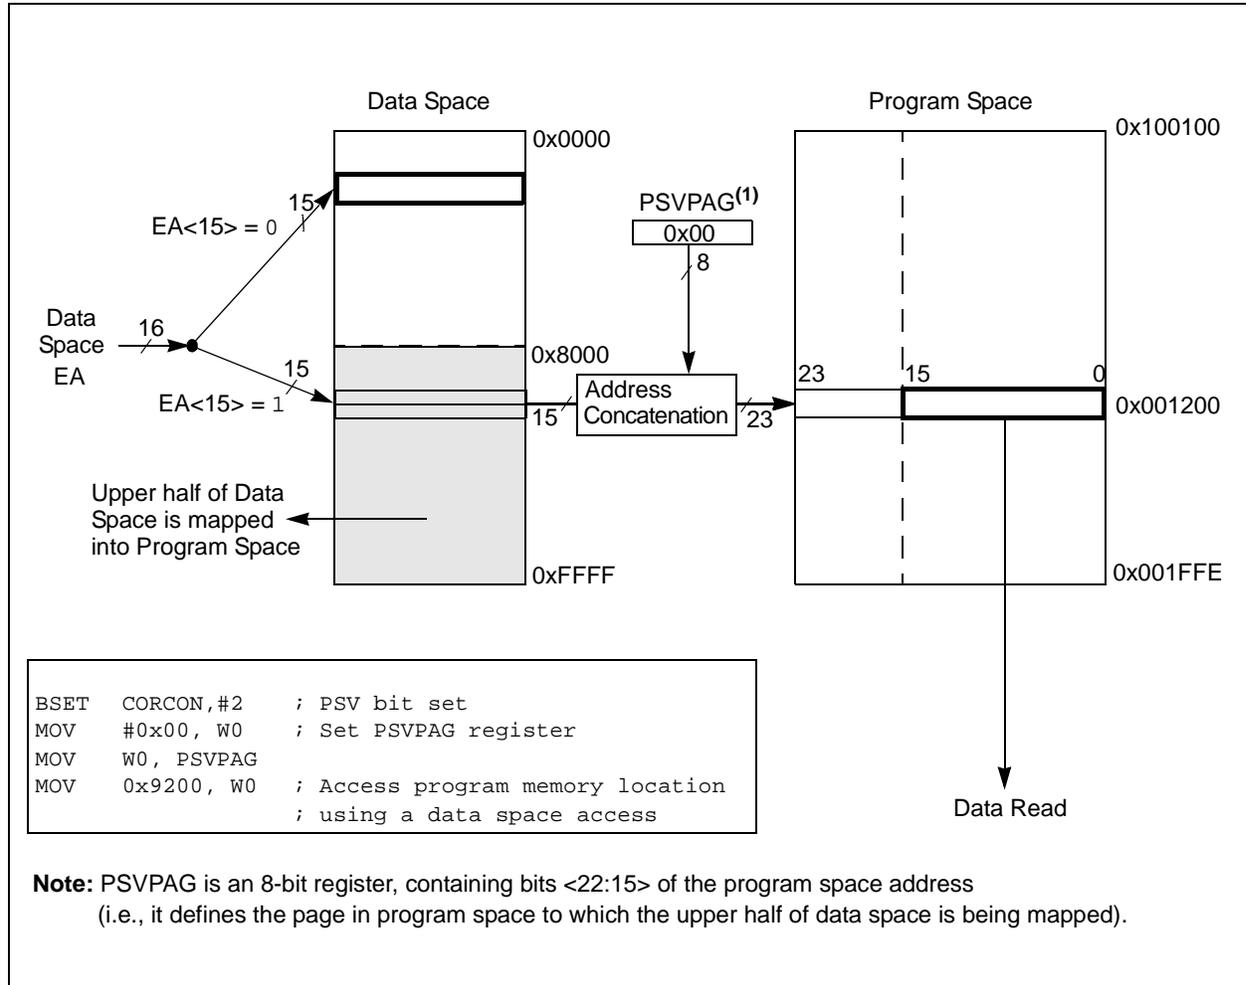 Data Space
Program Space
0x0000
0x100100
15
PSVPAG(1)
EA<15> = 0
0x00
8
Data
Space
EA
16
0x8000
15
EA<15> = 1
15
Address
Concatenation
23
23
15
0
0x001200
Upper half of Data
Space is mapped
into Program Space
0xFFFF
0x001FFE
BSET CORCON,#2 ; PSV bit set
MOV #0x00, W0 ; Set PSVPAG register
MOV W0, PSVPAG
MOV 0x9200, W0 ; Access program memory location
; using a data space access
Data Read
Note: PSVPAG is an 8-bit register, containing bits <22:15> of the program space address
(i.e., it defines the page in program space to which the upper half of data space is being mapped).